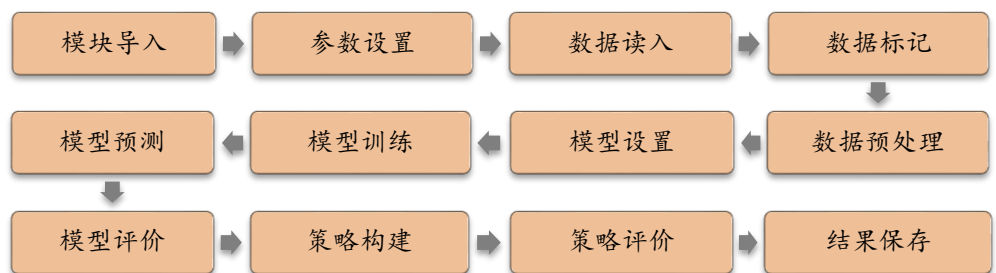 模块导入
参数设置
数据读入
数据标记
数据预处理
模型设置
模型训练
模型预测
模型评价
策略构建
策略评价
结果保存